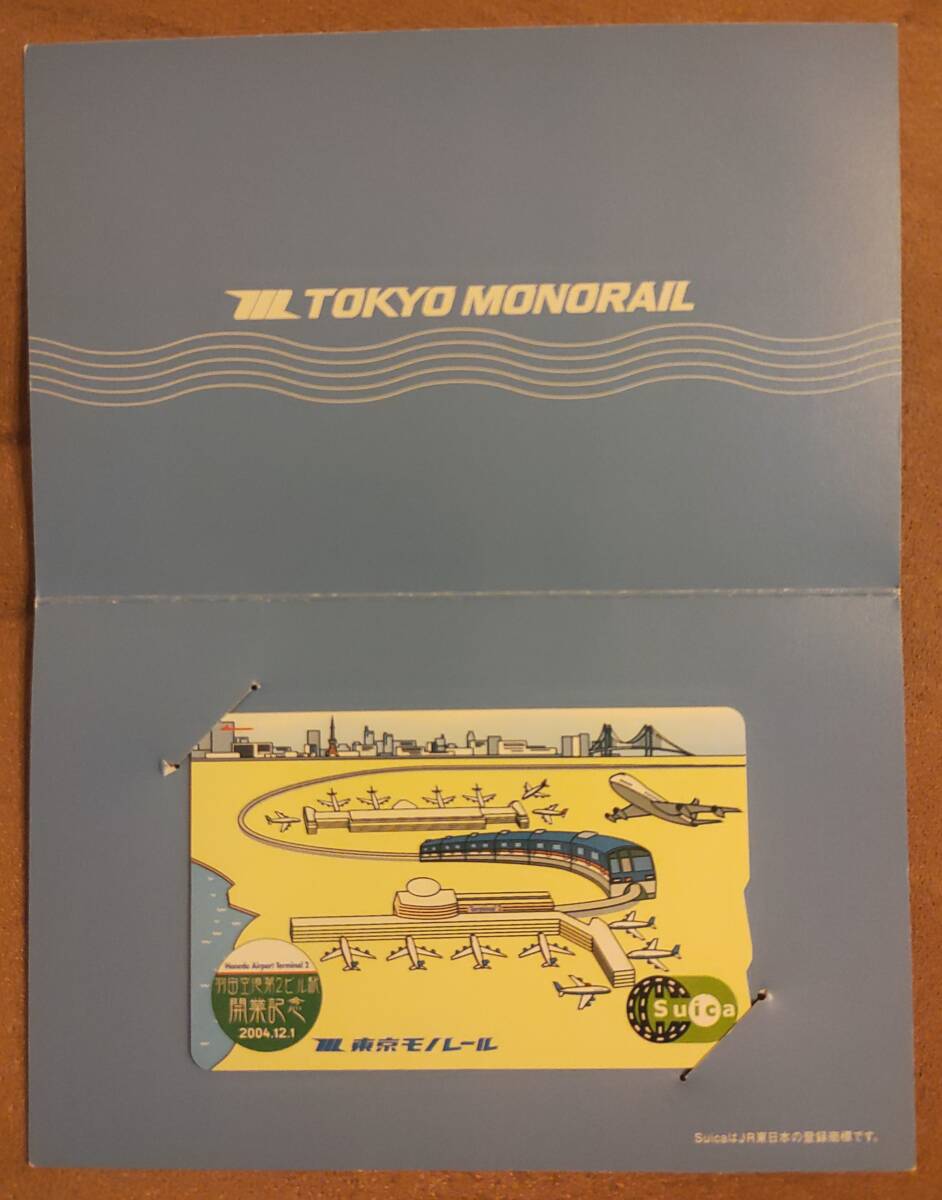 TOKYO MONORAIL
Terminal 2
Haneda Airport Terminal 2
羽田空港第2ビル駅
開業記念
2004.12.1
東京モノレール
Suica
SuicaはJR東日本の登録商標です。